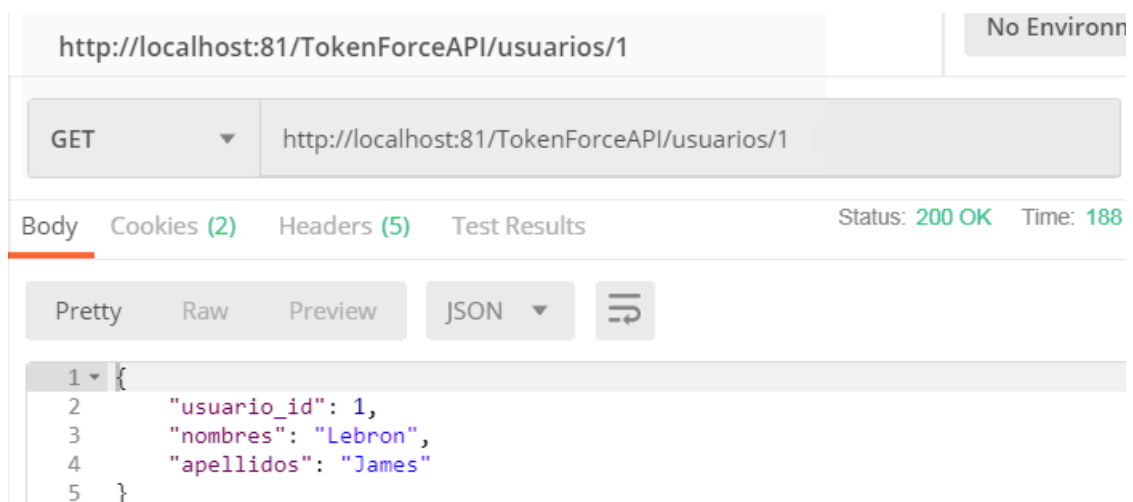 http://localhost:81/TokenForceAPI/usuarios/1
No Environm
GET http://localhost:81/TokenForceAPI/usuarios/1
Body Cookies (2) Headers (5) Test Results Status: 200 OK Time: 188
Pretty Raw Preview JSON
1 {
2 "usuario_id": 1,
3 "nombres": "Lebron",
4 "apellidos": "James"
5 }